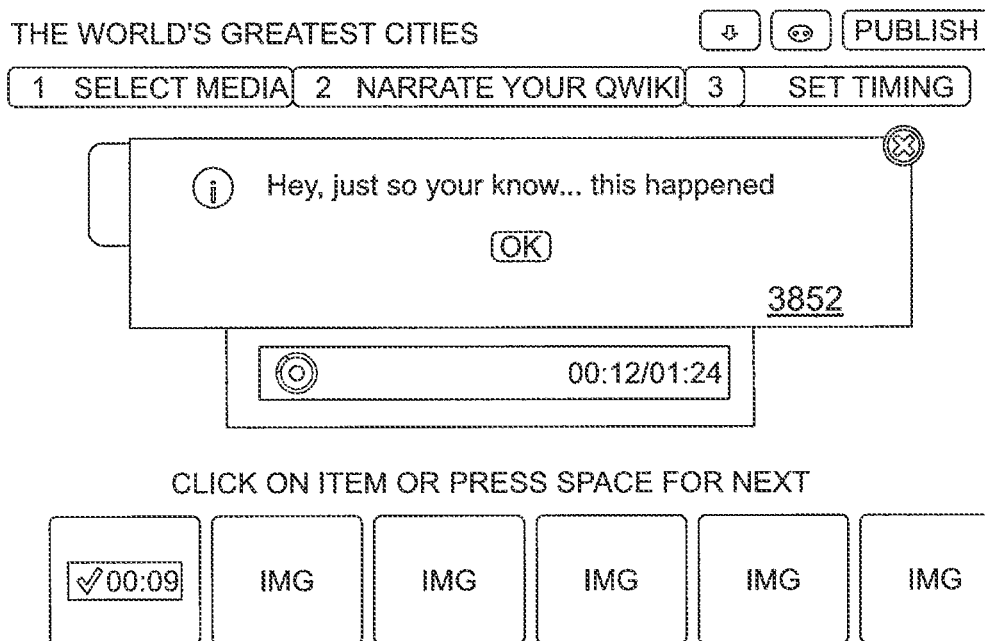 THE WORLD'S GREATEST CITIES PUBLISH
1 SELECT MEDIA 2 NARRATE YOUR QWIKI 3 SET TIMING
i Hey, just so your know... this happened
OK
3852
00:12/01:24
CLICK ON ITEM OR PRESS SPACE FOR NEXT
00:09 IMG IMG IMG IMG IMG